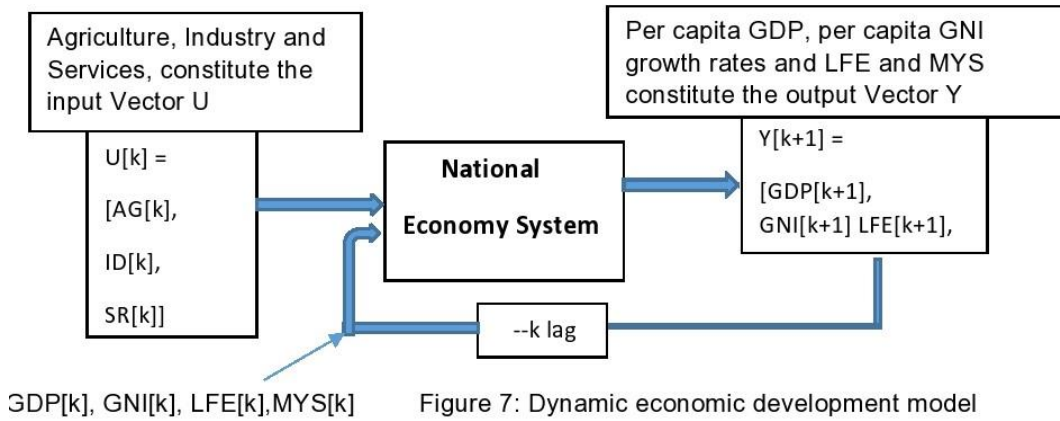 Agriculture, Industry and
Services, constitute the
input Vector U
U[k] =
[AG[k],
ID[k],
SR[k]]
National
Economy System
Per capita GDP, per capita GNI
growth rates and LFE and MYS
constitute the output Vector Y
Y[k+1] =
[GDP[k+1],
GNI[k+1] LFE[k+1],
--k lag
GDP[k], GNI[k], LFE[k],MYS[k]
Figure 7: Dynamic economic development model